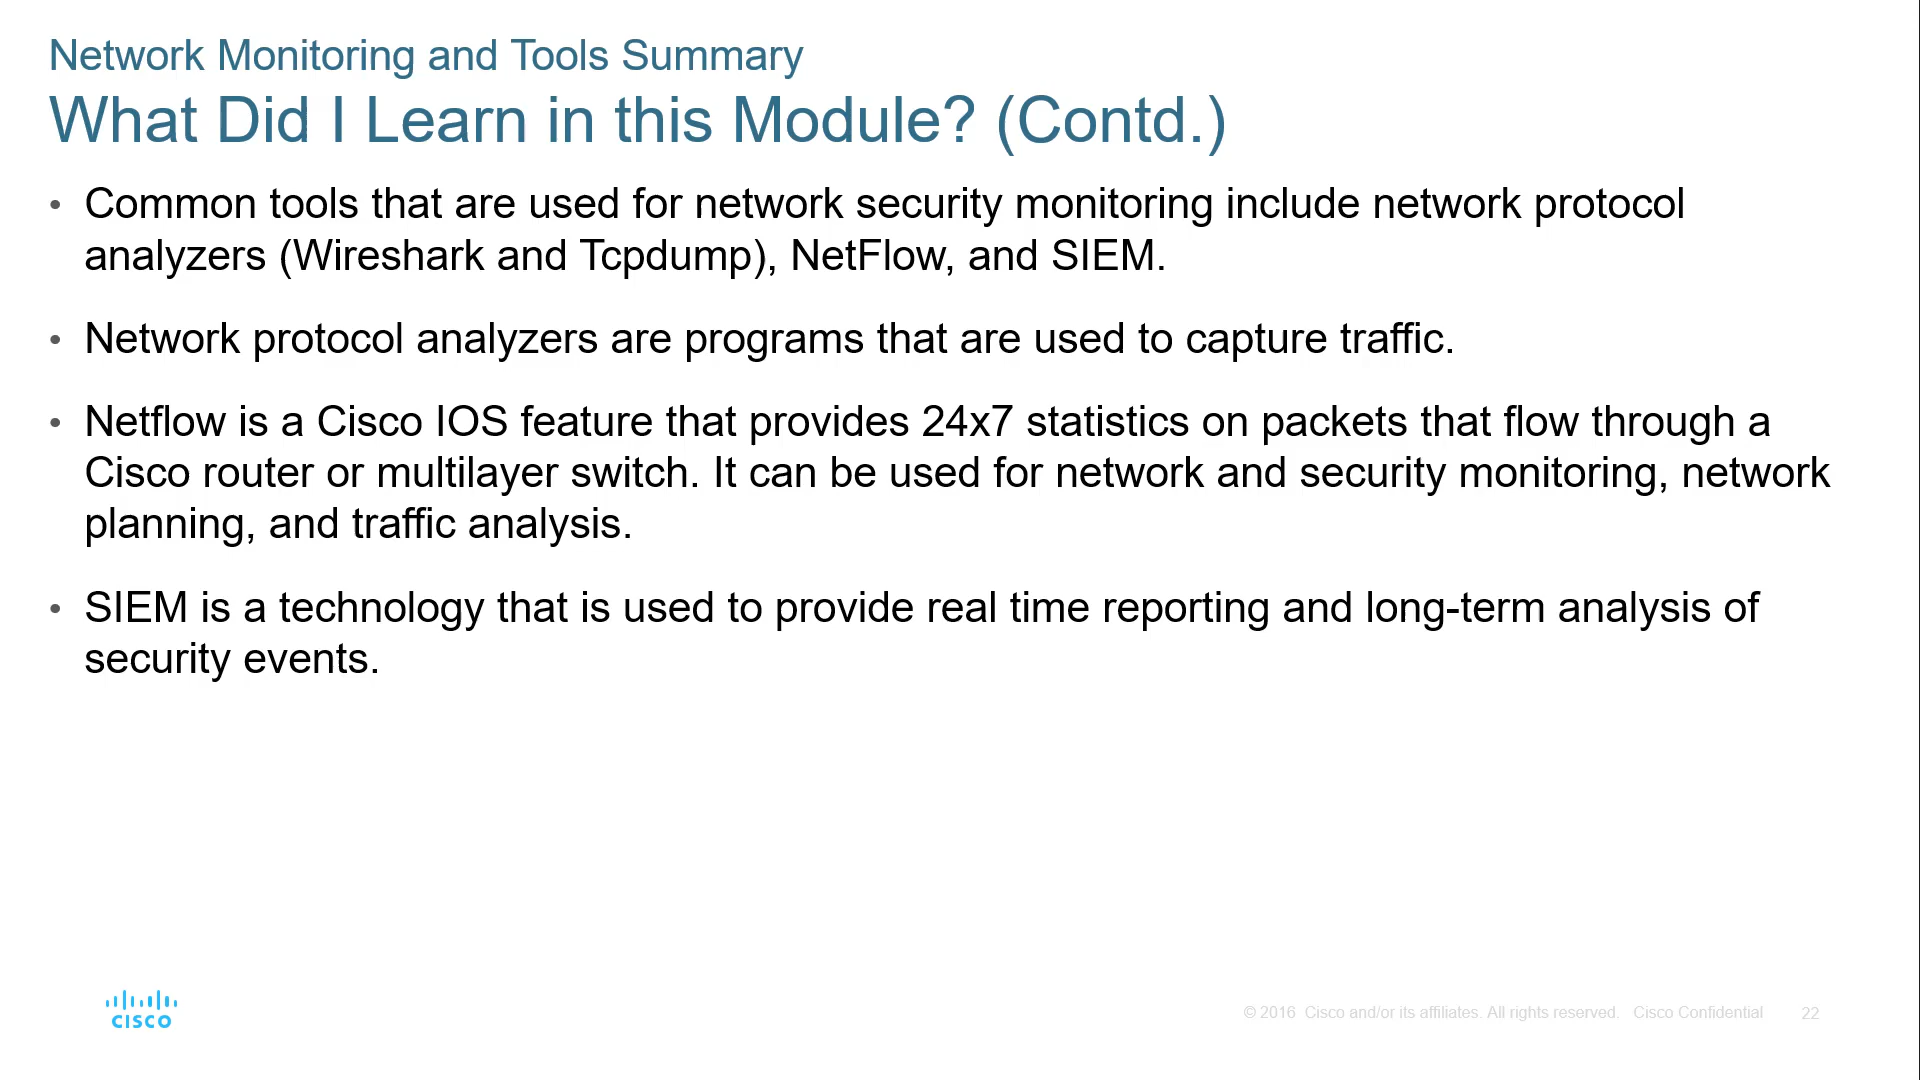 Network Monitoring and Tools Summary
What Did I Learn in this Module? (Contd.)
• Common tools that are used for network security monitoring include network protocol
analyzers (Wireshark and Tcpdump), NetFlow, and SIEM.
• Network protocol analyzers are programs that are used to capture traffic.
• Netflow is a Cisco IOS feature that provides 24x7 statistics on packets that flow through a
Cisco router or multilayer switch. It can be used for network and security monitoring, network
planning, and traffic analysis.
• SIEM is a technology that is used to provide real time reporting and long-term analysis of
security events.
CISCO
© 2016 Cisco and/or its affiliates. All rights reserved. Cisco Confidential 22